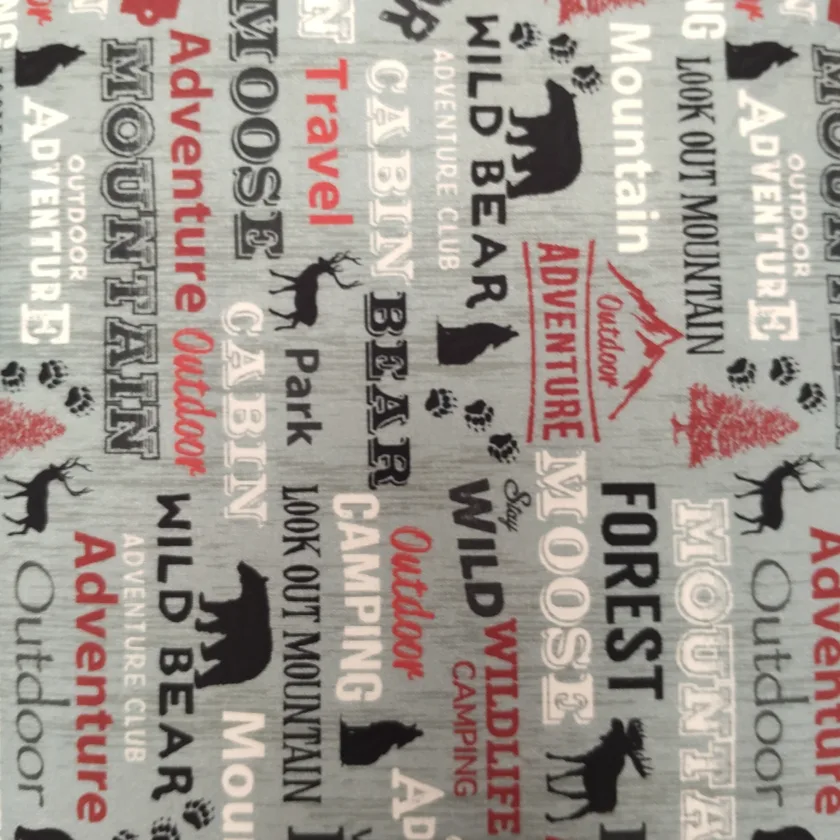 Mountain
LOOK OUT MOUNTAIN
OUTDOOR
ADVENTURE
WILD BEAR
ADVENTURE CLUB
Outdoor
ADVENTURE
CABIN
BEAR
Travel
MOOSE
Park
CABIN
Adventure
Outdoor
MOUNTAIN
OUTDOOR
ADVENTURE
MOUNTA
Outdoor
Adventure
FOREST
MOOSE
Stay
WILD
WILDLIFE
CAMPING
Outdoor
CAMPING
LOOK OUT MOUNTAIN
Moun
WILD BEAR
ADVENTURE CLUB
Adventure
Outdoor